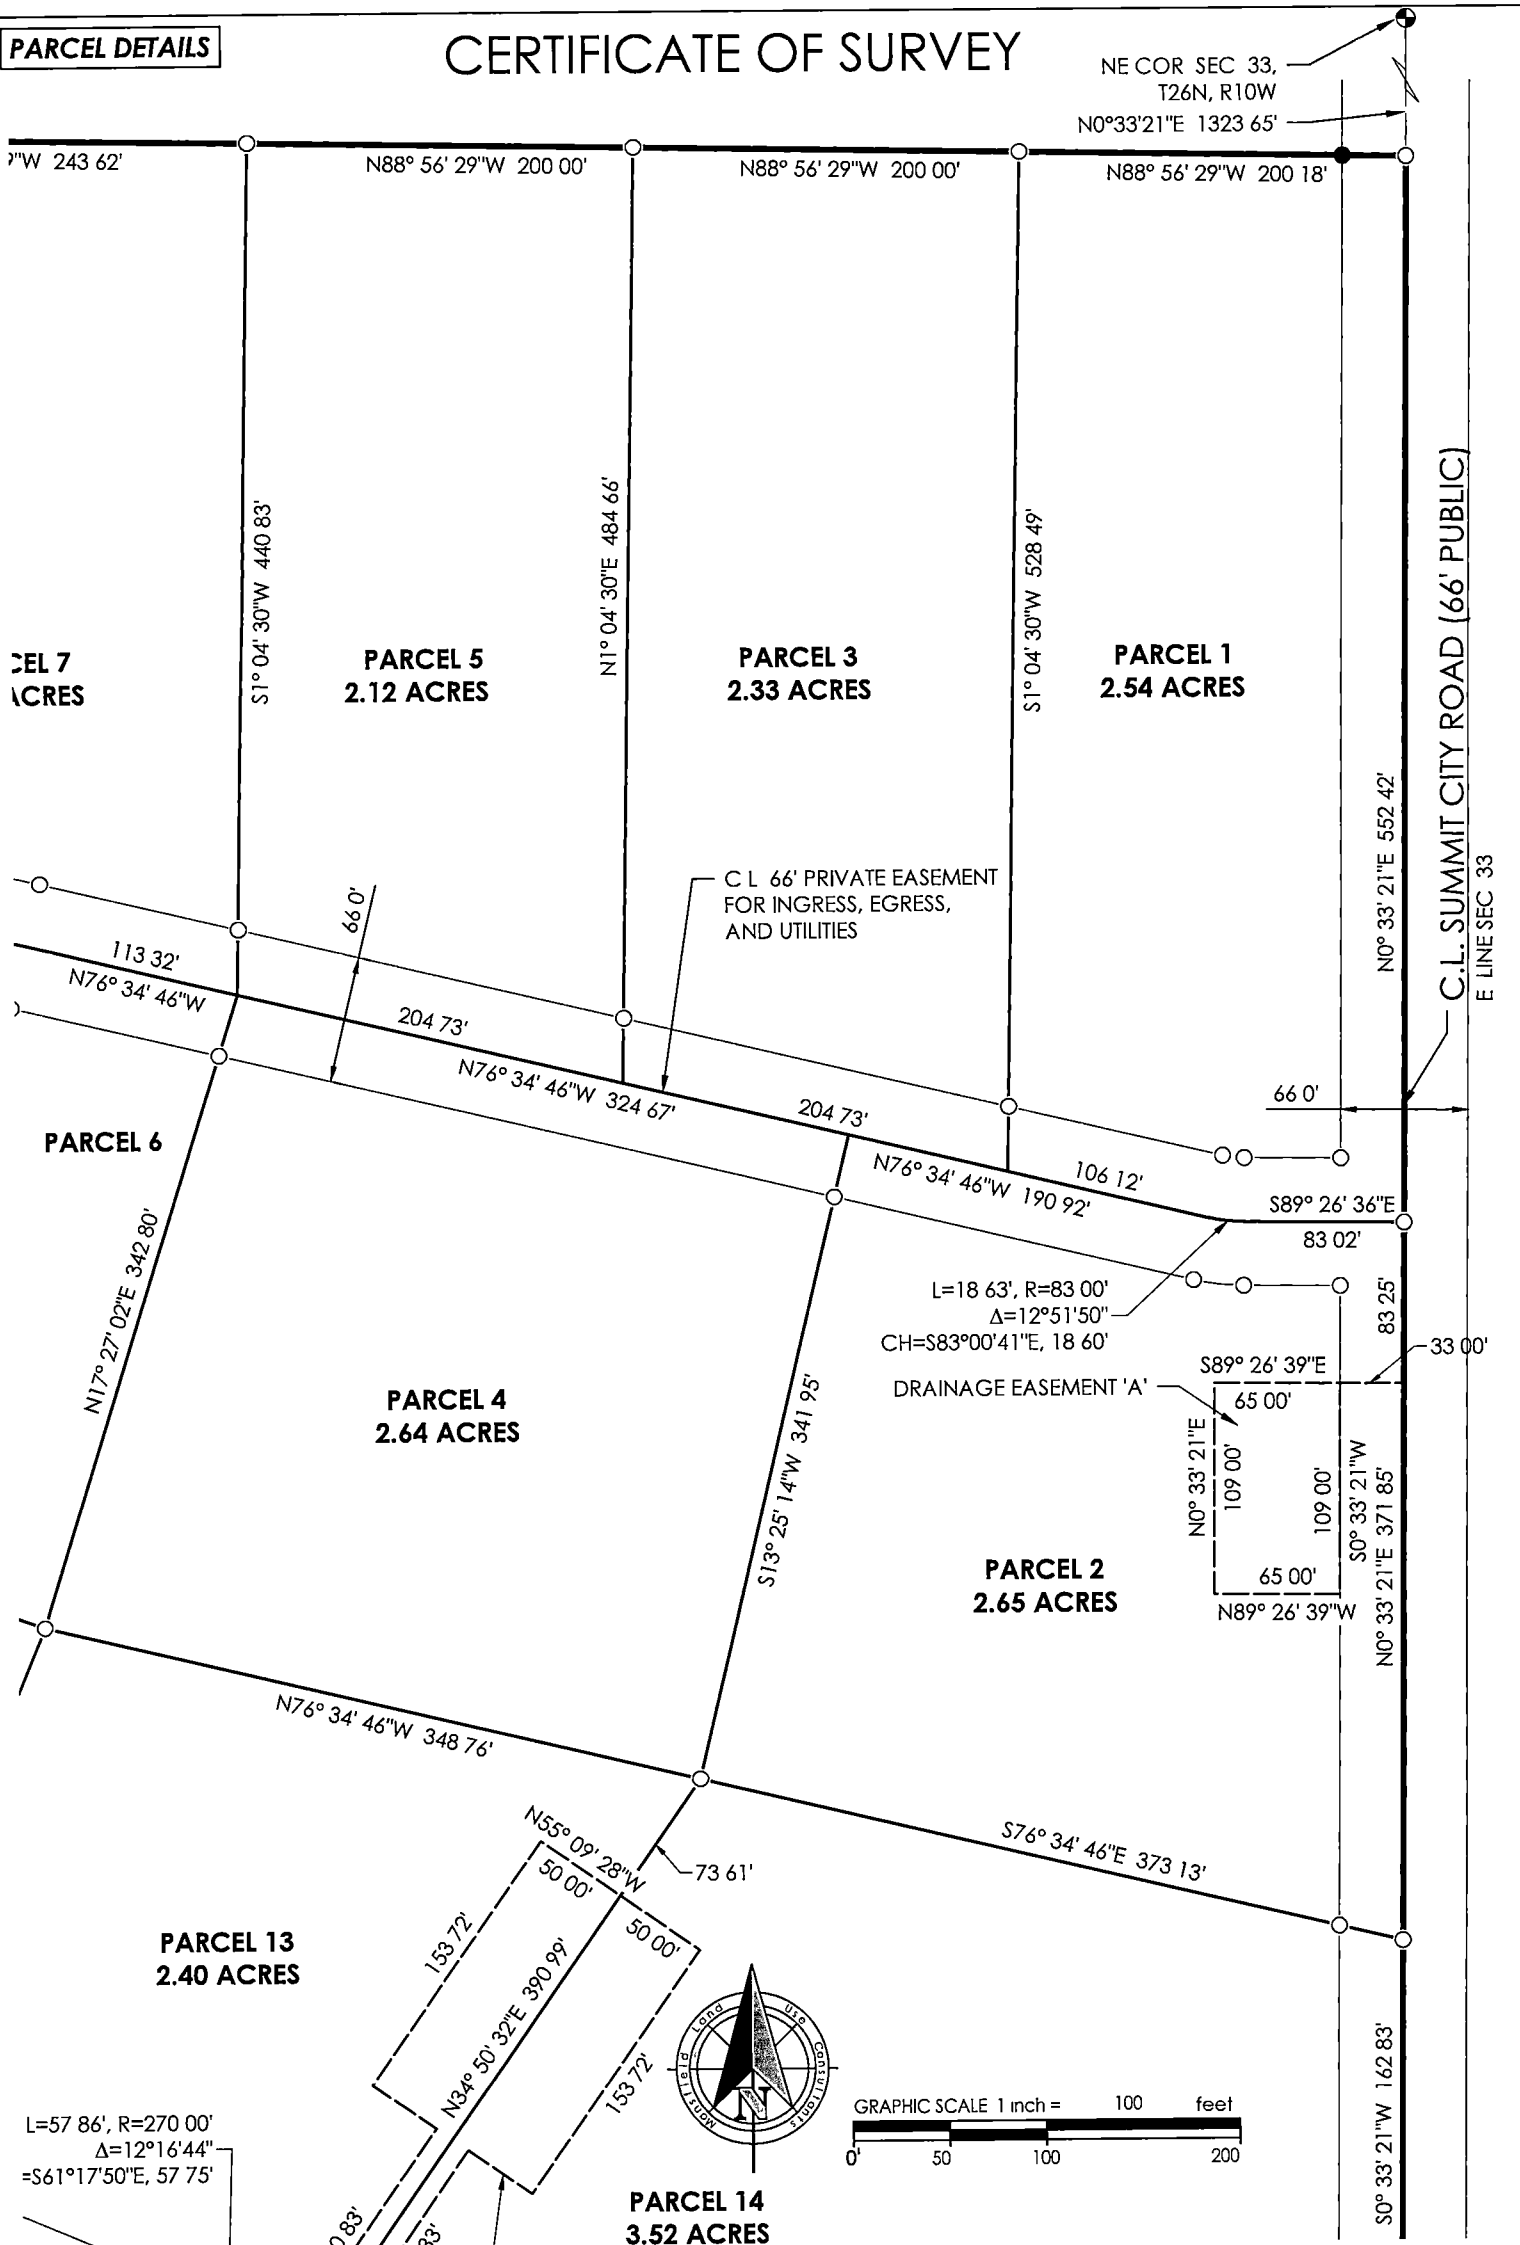 PARCEL DETAILS
CERTIFICATE OF SURVEY
NE COR SEC 33,
T26N, R10W
N0°33'21"E 1323 65'
"W 243 62'
N88° 56' 29"W 200 00'
N88° 56' 29"W 200 00'
N88° 56' 29"W 200 18'
S1° 04' 30"W 440 83'
N1° 04' 30"E 484 66'
S1° 04' 30"W 528 49'
N0° 33' 21"E 552 42'
C.L. SUMMIT CITY ROAD (66' PUBLIC)
E LINE SEC 33
CEL 7
ACRES
PARCEL 5
2.12 ACRES
PARCEL 3
2.33 ACRES
PARCEL 1
2.54 ACRES
C L 66' PRIVATE EASEMENT
FOR INGRESS, EGRESS,
AND UTILITIES
66 0'
113 32'
N76° 34' 46"W
204 73'
N76° 34' 46"W 324 67'
204 73'
N76° 34' 46"W 190 92'
106 12'
66 0'
S89° 26' 36"E
83 02'
PARCEL 6
N17° 27' 02"E 342 80'
L=18 63', R=83 00'
Δ=12°51'50"
CH=S83°00'41"E, 18 60'
83 25'
33 00'
S89° 26' 39"E
DRAINAGE EASEMENT 'A'
65 00'
N0° 33' 21"E
109 00'
109 00'
S0° 33' 21"W
N0° 33' 21"E 371 85'
65 00'
N89° 26' 39"W
PARCEL 4
2.64 ACRES
S13° 25' 14"W 341 95'
PARCEL 2
2.65 ACRES
N76° 34' 46"W 348 76'
S76° 34' 46"E 373 13'
N55° 09' 28"W
50 00'
73 61'
50 00'
153 72'
N34° 50' 32"E 390 99'
153 72'
PARCEL 13
2.40 ACRES
Mansfield Land Use Consultants
N
GRAPHIC SCALE 1 inch = 100 feet
0' 50 100 200
S0° 33' 21"W 162 83'
L=57 86', R=270 00'
Δ=12°16'44"
=S61°17'50"E, 57 75'
PARCEL 14
3.52 ACRES
0 83'
83'